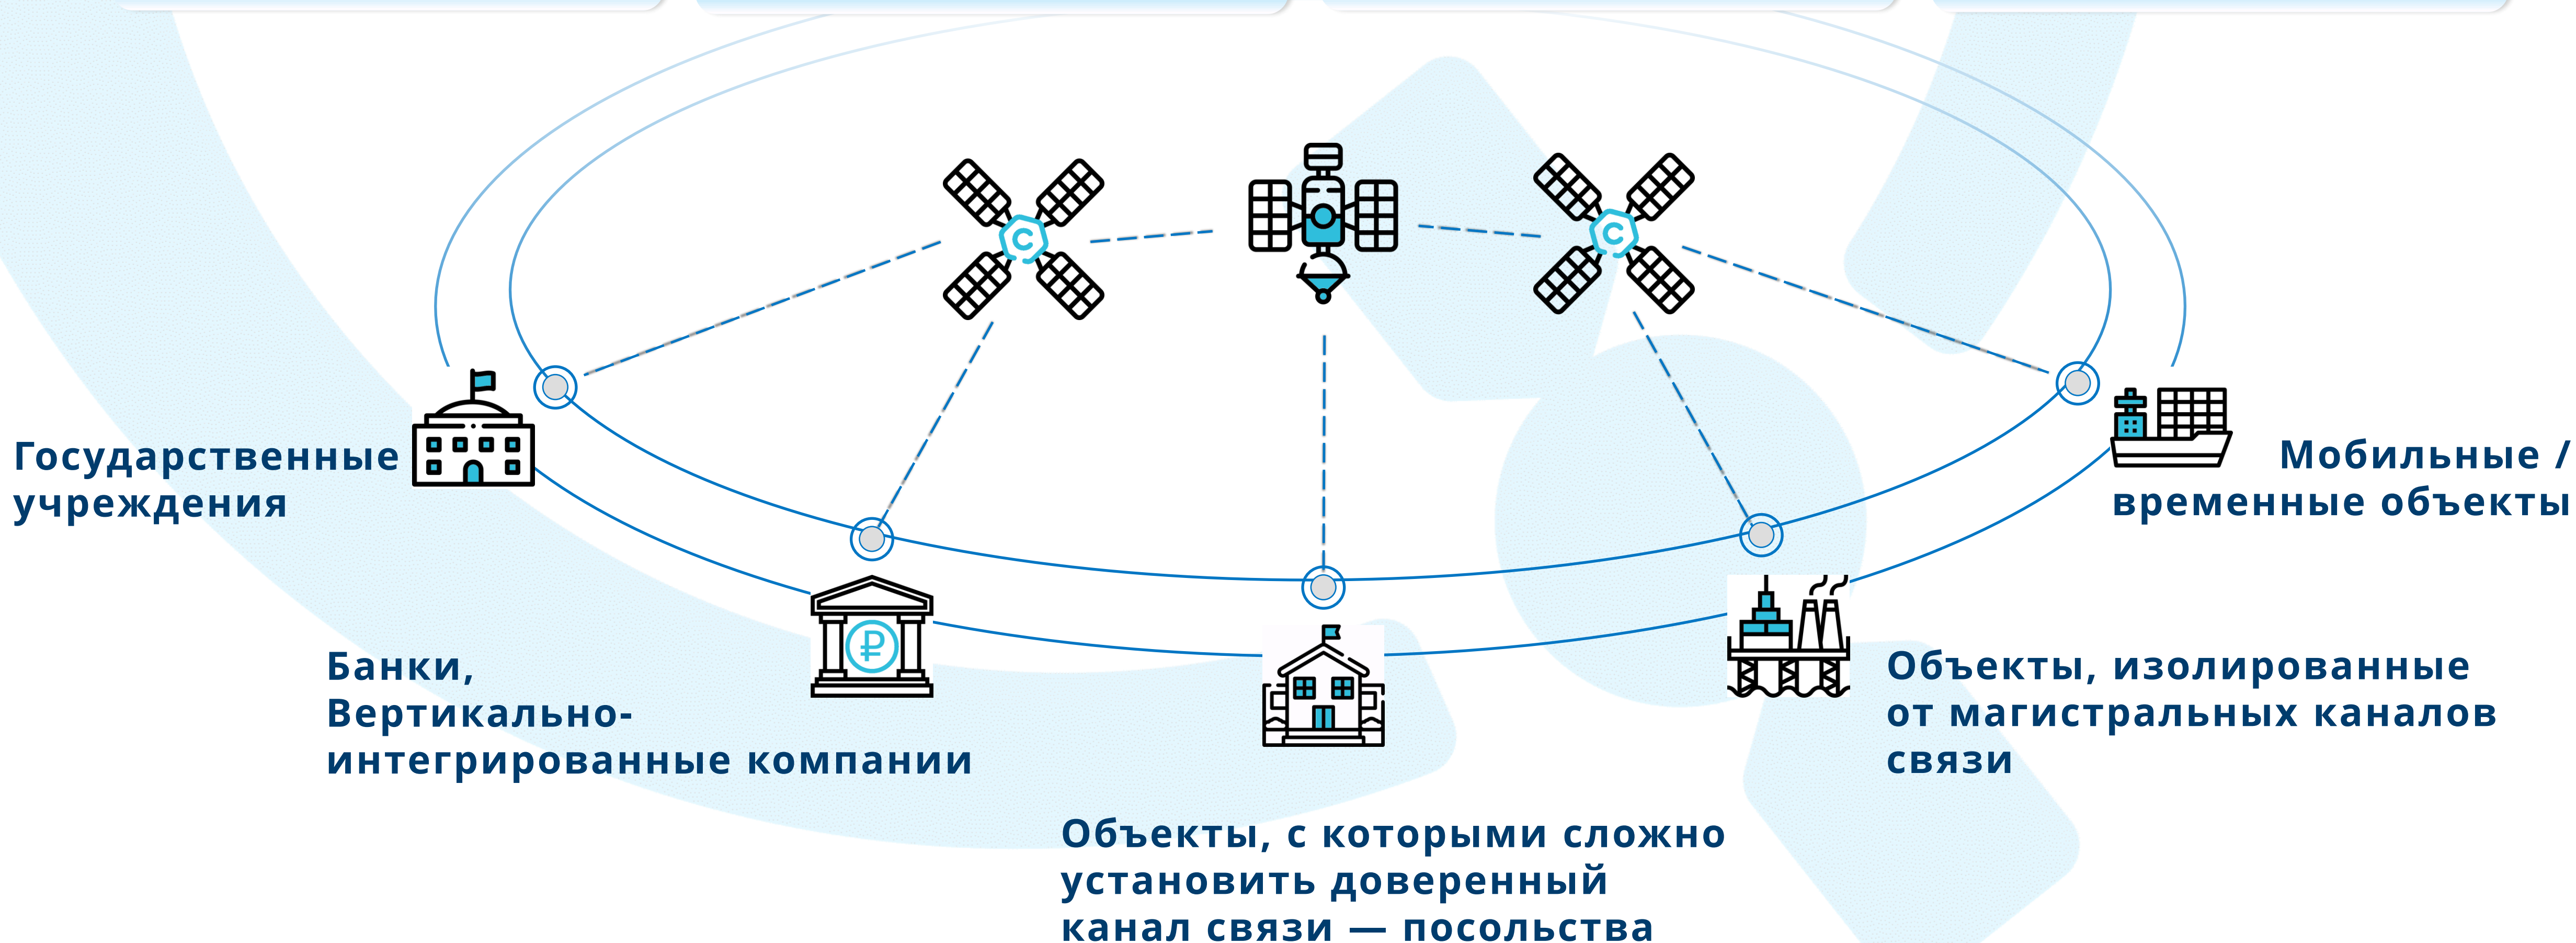 C
C
Государственные
учреждения
Мобильные /
временные объекты
₽
Банки,
Вертикально-
интегрированные компании
Объекты, изолированные
от магистральных каналов
связи
Объекты, с которыми сложно
установить доверенный
канал связи — посольства